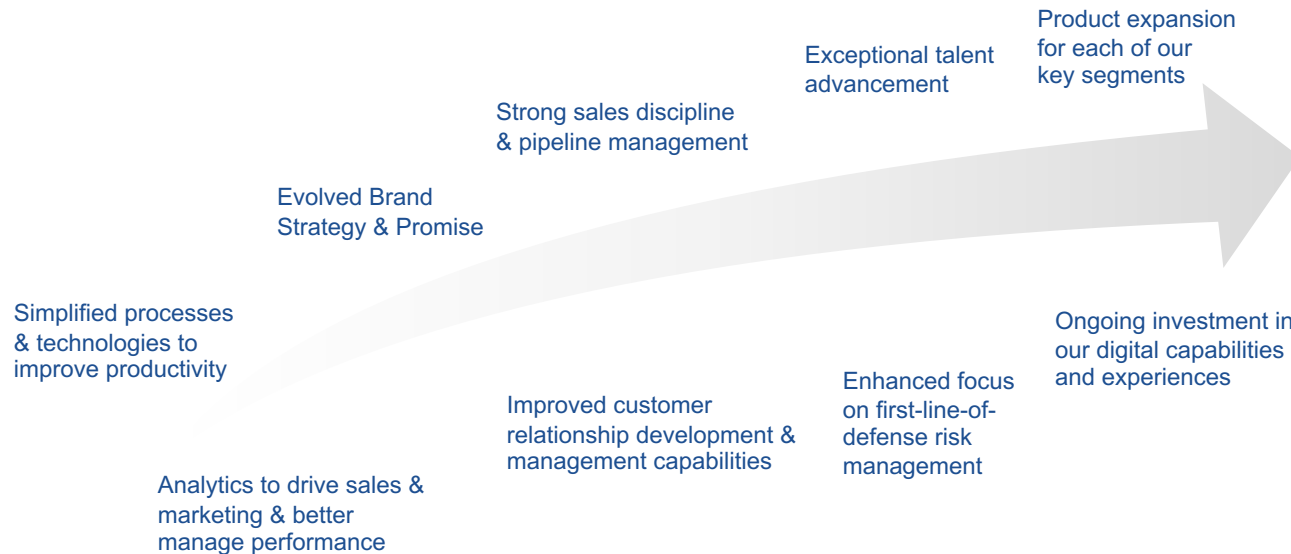 Product expansion
for each of our
key segments
Exceptional talent
advancement
Strong sales discipline
& pipeline management
Evolved Brand
Strategy & Promise
Simplified processes
& technologies to
improve productivity
Ongoing investment in
our digital capabilities
and experiences
Enhanced focus
on first-line-of-
defense risk
management
Improved customer
relationship development &
management capabilities
Analytics to drive sales &
marketing & better
manage performance